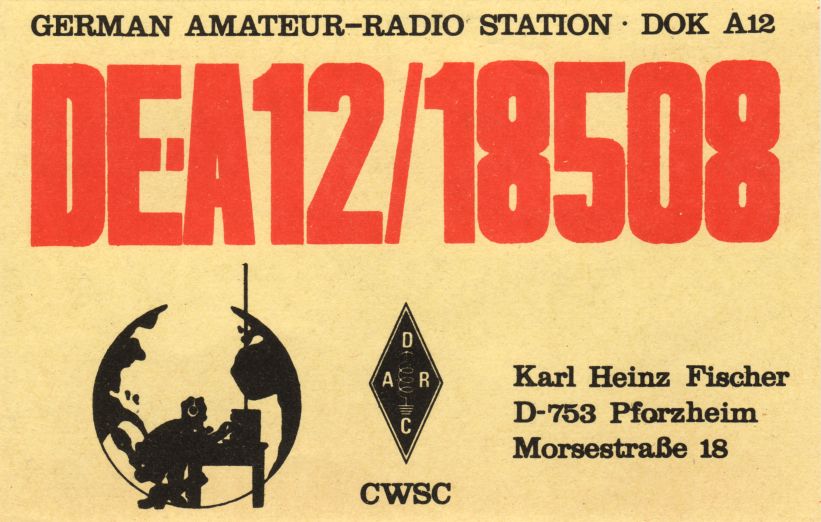 GERMAN AMATEUR-RADIO STATION · DOK A12
DE-A12/18508
D
A R
C
CWSC
Karl Heinz Fischer
D-753 Pforzheim
Morsestraße 18